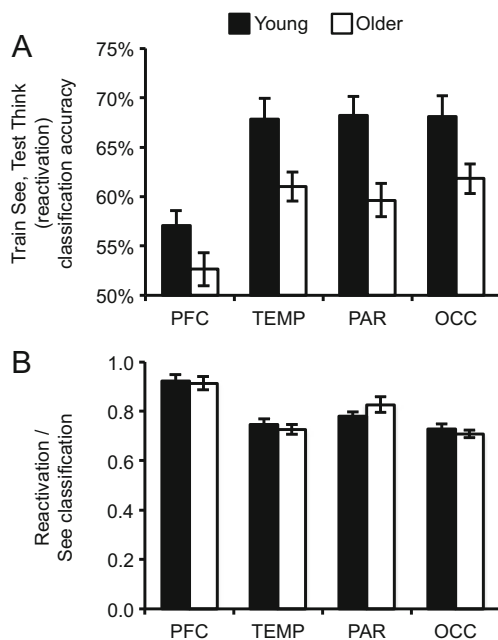 Young Older
A
Train See, Test Think
(reactivation)
classification accuracy
70%
65%
60%
55%
50%
PFC TEMP PAR OCC
B
Reactivation /
See classification
1.0
0.8
0.6
0.4
0.2
0.0
PFC TEMP PAR OCC